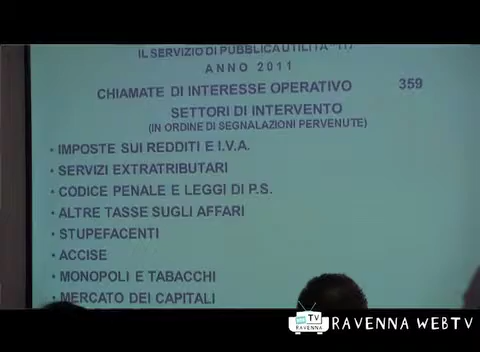 IL SERVIZIO DI PUBBLICA UTILITA' - 117
ANNO 2011
CHIAMATE DI INTERESSE OPERATIVO 359
SETTORI DI INTERVENTO
(IN ORDINE DI SEGNALAZIONI PERVENUTE)
• IMPOSTE SUI REDDITI E I.V.A.
• SERVIZI EXTRATRIBUTARI
• CODICE PENALE E LEGGI DI P.S.
• ALTRE TASSE SUGLI AFFARI
• STUPEFACENTI
• ACCISE
• MONOPOLI E TABACCHI
• MERCATO DEI CAPITALI
TV
RAVENNA
RAVENNA WEBTV